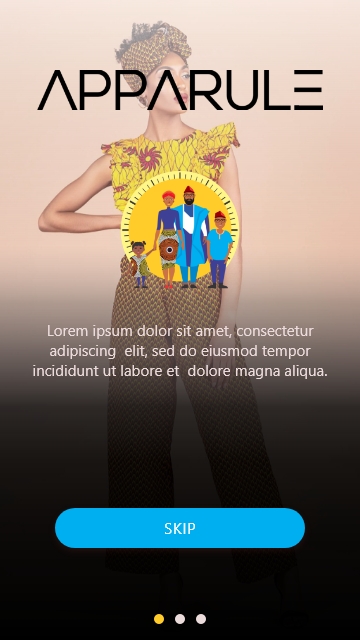 APPARULE
Lorem ipsum dolor sit amet, consectetur
adipiscing elit, sed do eiusmod tempor
incididunt ut labore et dolore magna aliqua.
SKIP